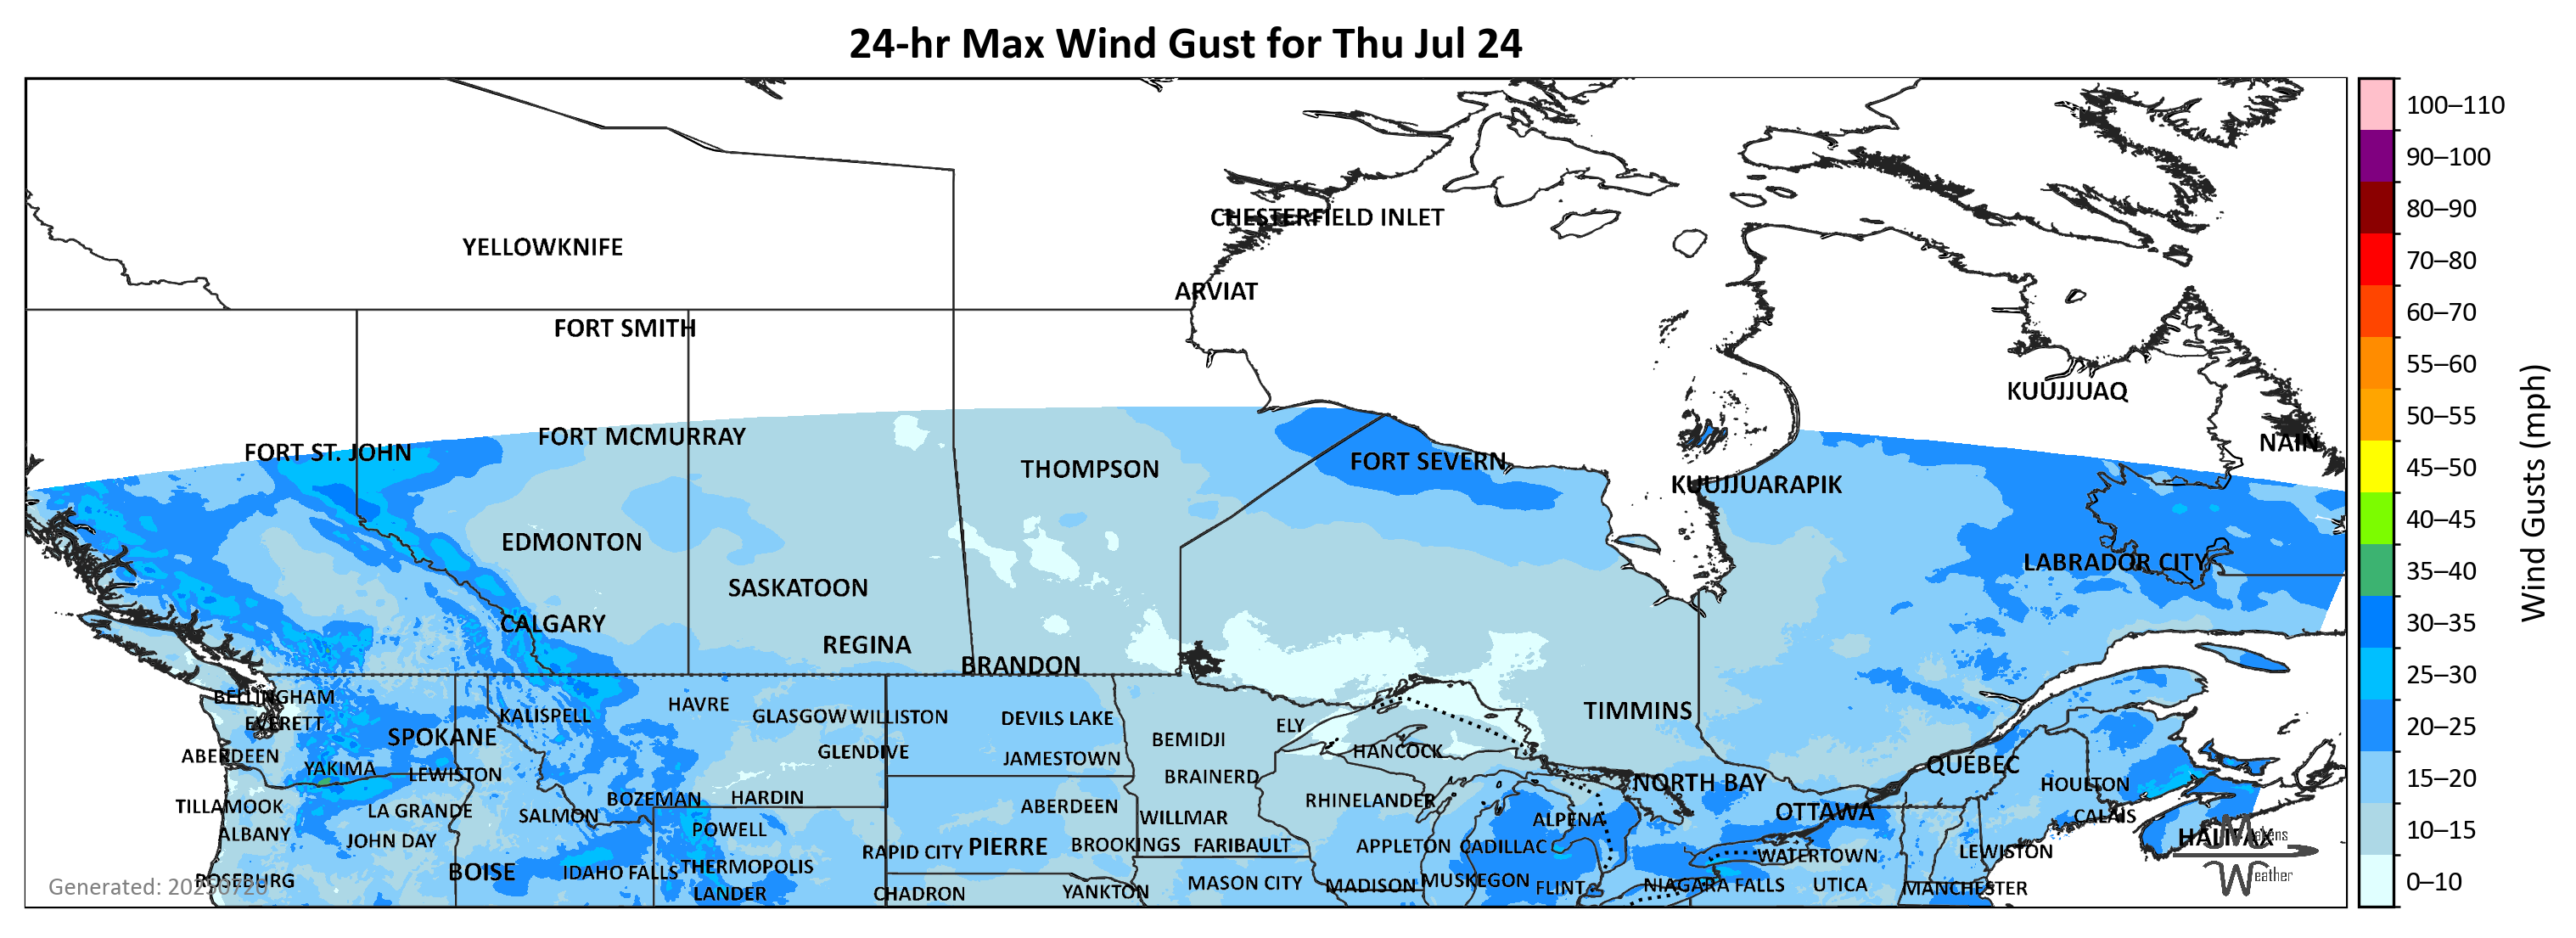 24-hr Max Wind Gust for Thu Jul 24
100–110
90–100
80–90
70–80
60–70
55–60
50–55
45–50
40–45
35–40
30–35
25–30
20–25
15–20
10–15
0–10
Wind Gusts (mph)
CHESTERFIELD INLET
YELLOWKNIFE
ARVIAT
FORT SMITH
KUUJJUAQ
FORT MCMURRAY
NAIN
FORT ST. JOHN
FORT SEVERN
THOMPSON
KUUJJUARAPIK
EDMONTON
LABRADOR CITY
SASKATOON
CALGARY
REGINA
BRANDON
BELLINGHAM
HAVRE
TIMMINS
KALISPELL
GLASGOW
WILLISTON
DEVILS LAKE
EVERETT
ELY
SPOKANE
BEMIDJI
ABERDEEN
GLENDIVE
JAMESTOWN
HANCOCK
QUÉBEC
YAKIMA
LEWISTON
BRAINERD
NORTH BAY
HOULTON
BOZEMAN
HARDIN
RHINELANDER
TILLAMOOK
LA GRANDE
SALMON
ABERDEEN
WILLMAR
ALPENA
OTTAWA
CALAIS
ALBANY
JOHN DAY
POWELL
HALIFAX
Makens
Weather
RAPID CITY
PIERRE
BROOKINGS
FARIBAULT
APPLETON
CADILLAC
WATERTOWN
LEWISTON
BOISE
IDAHO FALLS
THERMOPOLIS
ROSEBURG
LANDER
CHADRON
YANKTON
MASON CITY
MADISON
MUSKEGON
FLINT
NIAGARA FALLS
UTICA
MANCHESTER
Generated: 20250720